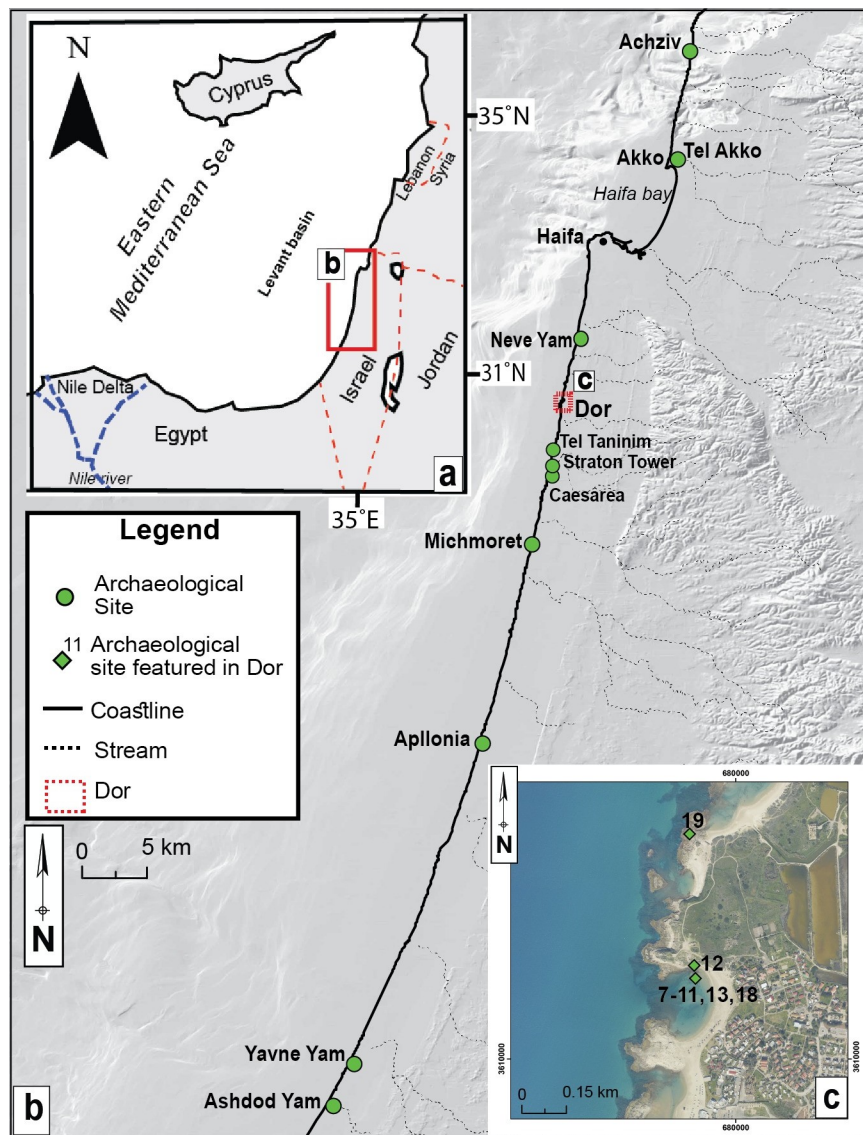 N
Cyprus
Eastern
Mediterranean Sea
Levant basin
Lebanon
Syria
b
Israel
Jordan
Nile Delta
Egypt
Nile river
a
35°N
31°N
35°E
Achziv
Akko
Tel Akko
Haifa bay
Haifa
Neve Yam
c
Dor
Tel Taninim
Straton Tower
Caesarea
Michmoret
Apllonia
Yavne Yam
Ashdod Yam
Legend
Archaeological
Site
11 Archaeological
site featured in Dor
Coastline
Stream
Dor
0 5 km
N
b
680000
N
19
12
7-11,13,18
3610000
3610000
0 0.15 km
680000
c